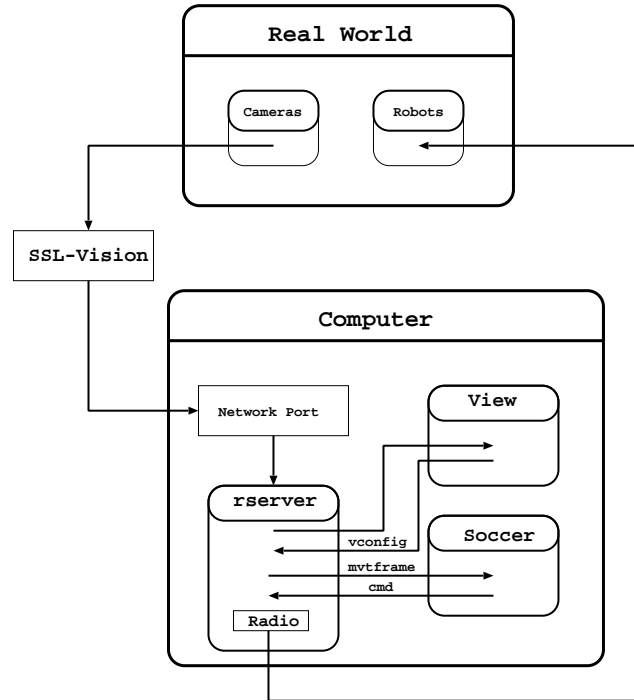 Real World
Cameras
Robots
SSL-Vision
Computer
Network Port
View
rserver
vconfig
Soccer
mvtframe
cmd
Radio